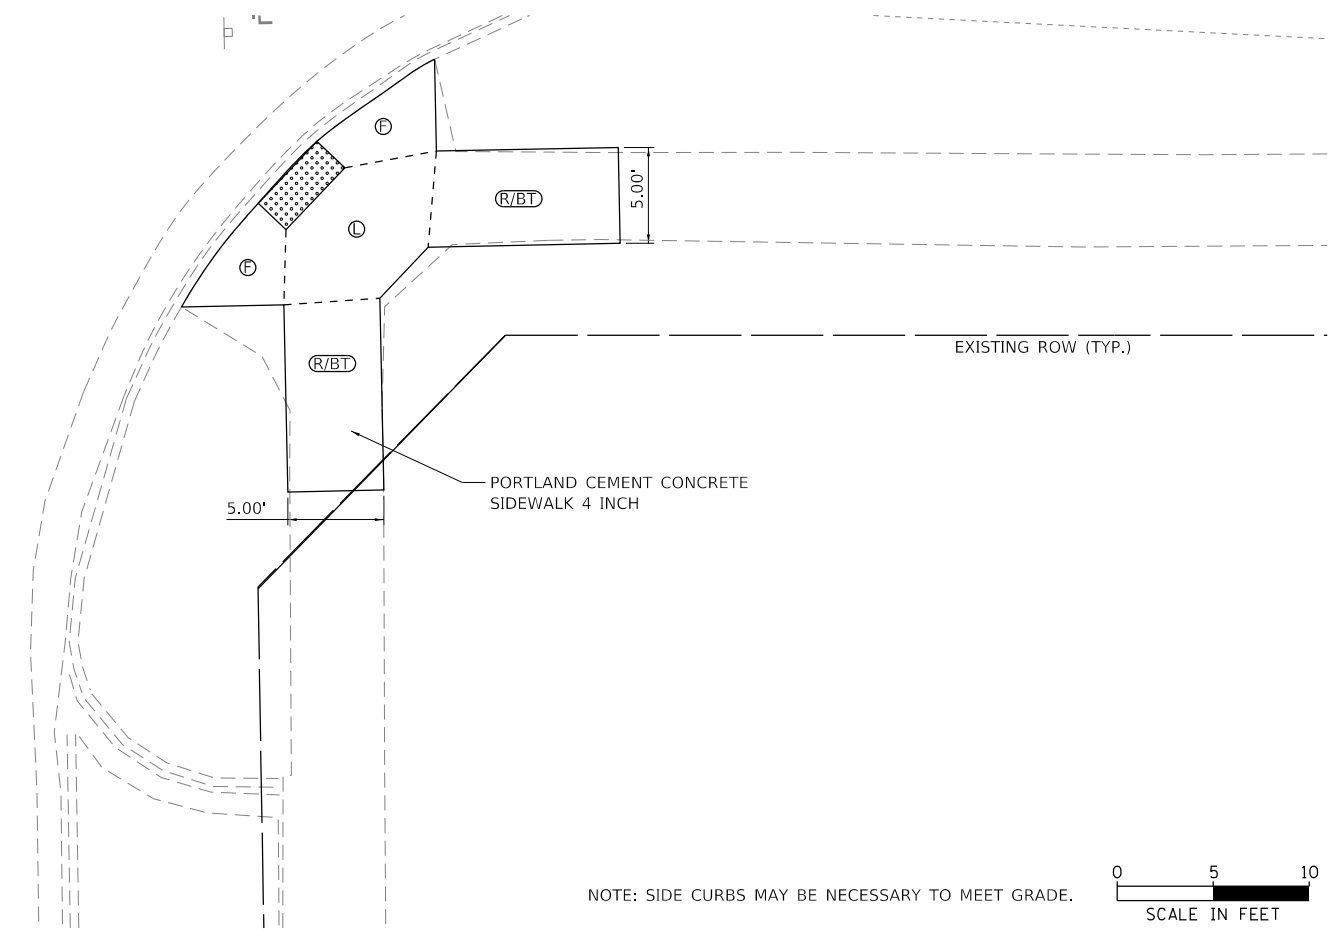 F
R/BT
5.00'
L
F
EXISTING ROW (TYP.)
R/BT
PORTLAND CEMENT CONCRETE
SIDEWALK 4 INCH
5.00'
0 5 10
NOTE: SIDE CURBS MAY BE NECESSARY TO MEET GRADE.
SCALE IN FEET